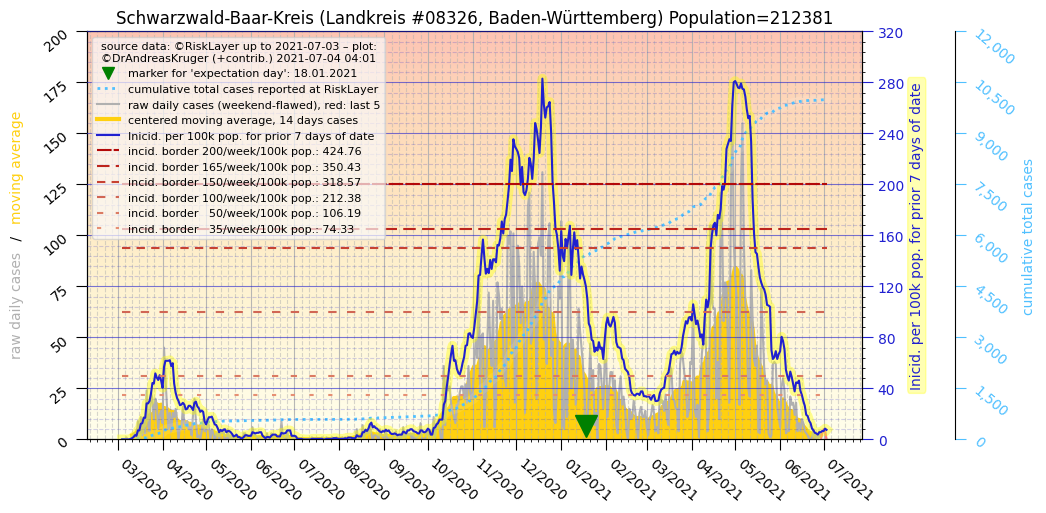 Schwarzwald-Baar-Kreis (Landkreis #08326, Baden-Württemberg) Population=212381
source data: ©RiskLayer up to 2021-07-03 – plot:
©DrAndreasKruger (+contrib.) 2021-07-04 04:01
marker for 'expectation day': 18.01.2021
cumulative total cases reported at RiskLayer
raw daily cases (weekend-flawed), red: last 5
centered moving average, 14 days cases
Inicid. per 100k pop. for prior 7 days of date
incid. border 200/week/100k pop.: 424.76
incid. border 165/week/100k pop.: 350.43
incid. border 150/week/100k pop.: 318.57
incid. border 100/week/100k pop.: 212.38
incid. border   50/week/100k pop.: 106.19
incid. border   35/week/100k pop.: 74.33
raw daily cases / moving average
200
175
150
125
100
75
50
25
0
03/2020
04/2020
05/2020
06/2020
07/2020
08/2020
09/2020
10/2020
11/2020
12/2020
01/2021
02/2021
03/2021
04/2021
05/2021
06/2021
07/2021
320
280
240
200
160
120
80
40
0
Inicid. per 100k pop. for prior 7 days of date
12,000
10,500
9,000
7,500
6,000
4,500
3,000
1,500
0
cumulative total cases